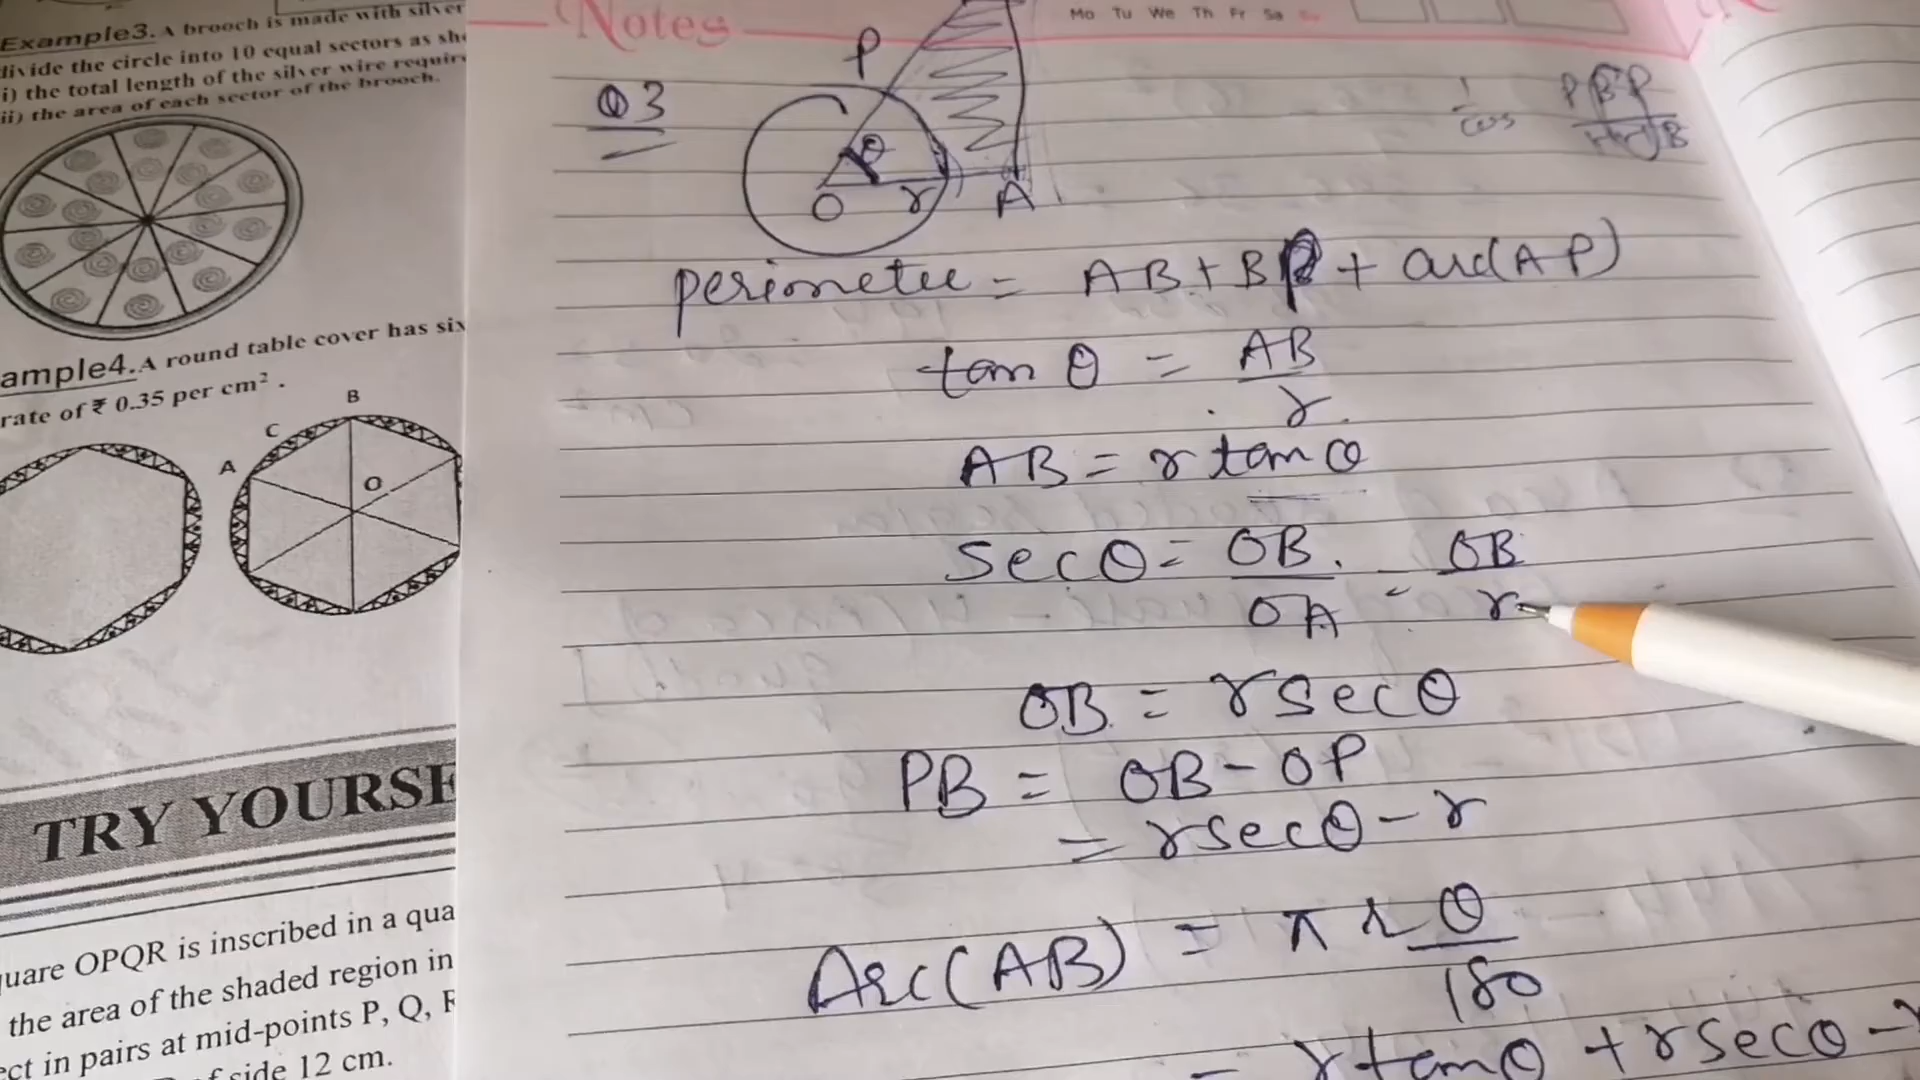 Example3. A brooch is made with silver
divide the circle into 10 equal sectors as
i) the total length of the silver wire
ii) the area of each sector of the brooch.
ample4. A round table cover has six
rate of ₹ 0.35 per cm².
B
C
A
O
TRY YOURSE
uare OPQR is inscribed in a qua
the area of the shaded region in
ect in pairs at mid-points P, Q,
side 12 cm.
Notes
Mo Tu We Th Fr Sa Su
Q3
P
θ
O r A
1
cos
perimetre = AB + BP + arc(AP)
tan θ = AB/r
AB = r tan θ
sec θ = OB/OA = OB/r
OB = r sec θ
PB = OB - OP
= r sec θ - r
Arc(AB) = π r θ/180
= r tan θ + r sec θ -